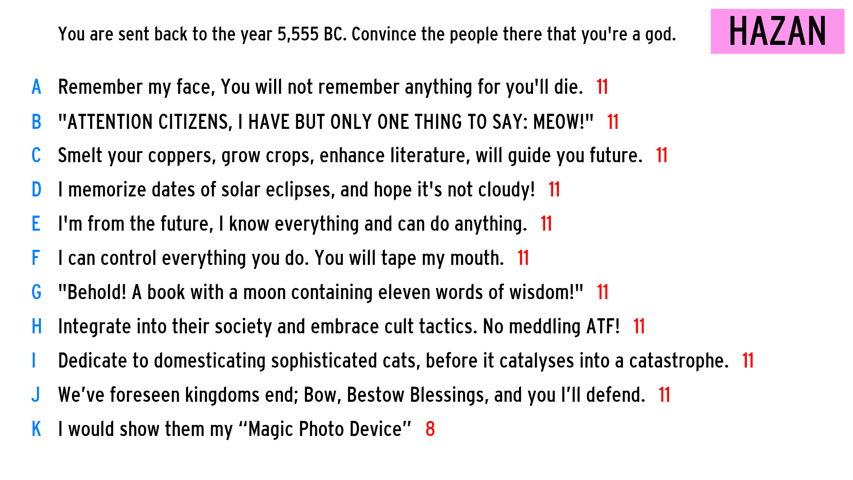 You are sent back to the year 5,555 BC. Convince the people there that you're a god.
HAZAN
A Remember my face, You will not remember anything for you'll die. 11
B "ATTENTION CITIZENS, I HAVE BUT ONLY ONE THING TO SAY: MEOW!" 11
C Smelt your coppers, grow crops, enhance literature, will guide you future. 11
D I memorize dates of solar eclipses, and hope it's not cloudy! 11
E I'm from the future, I know everything and can do anything. 11
F I can control everything you do. You will tape my mouth. 11
G "Behold! A book with a moon containing eleven words of wisdom!" 11
H Integrate into their society and embrace cult tactics. No meddling ATF! 11
I Dedicate to domesticating sophisticated cats, before it catalyses into a catastrophe. 11
J We’ve foreseen kingdoms end; Bow, Bestow Blessings, and you I’ll defend. 11
K I would show them my “Magic Photo Device” 8